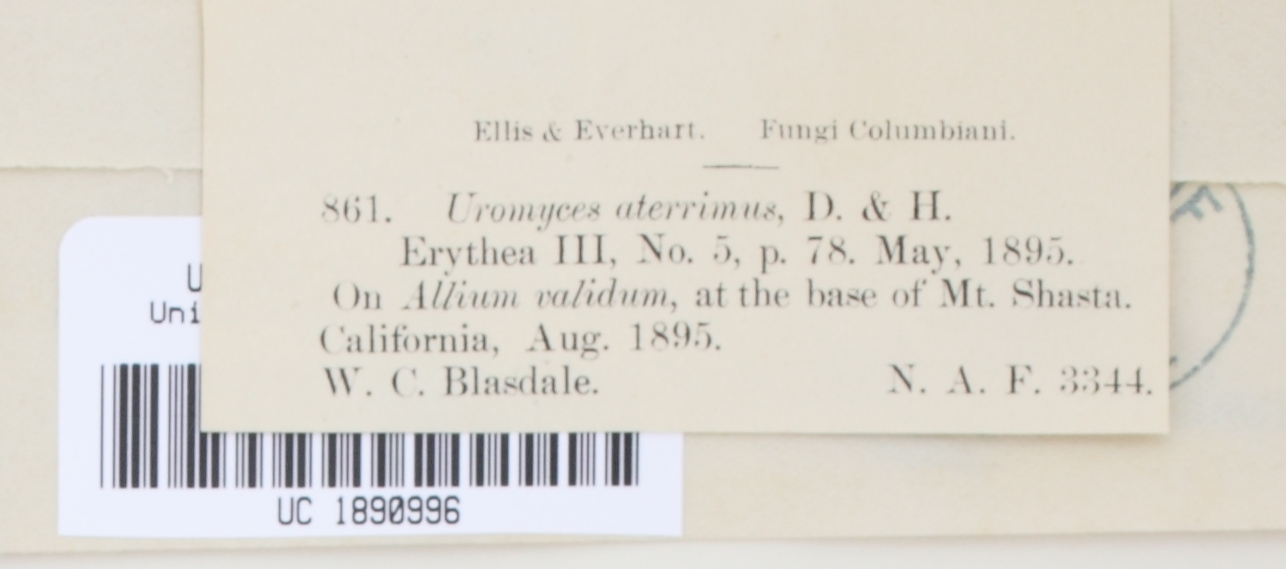 Ellis & Everhart. Fungi Columbiani.
861. Uromyces aterrimus, D. & H.
Erythea III, No. 5, p. 78. May, 1895.
On Allium validum, at the base of Mt. Shasta.
California, Aug. 1895.
W. C. Blasdale. N. A. F. 3344.
UC 1890996